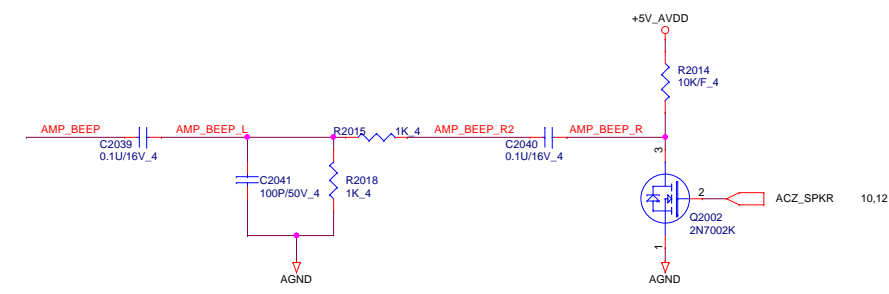 +5V_AVDD
R2014
10K/F_4
AMP_BEEP
AMP_BEEP_L
R2015
1K_4
AMP_BEEP_R2
AMP_BEEP_R
C2039
0.1U/16V_4
C2040
0.1U/16V_4
3
C2041
100P/50V_4
R2018
1K_4
2
ACZ_SPKR
10,12
Q2002
2N7002K
1
AGND
AGND